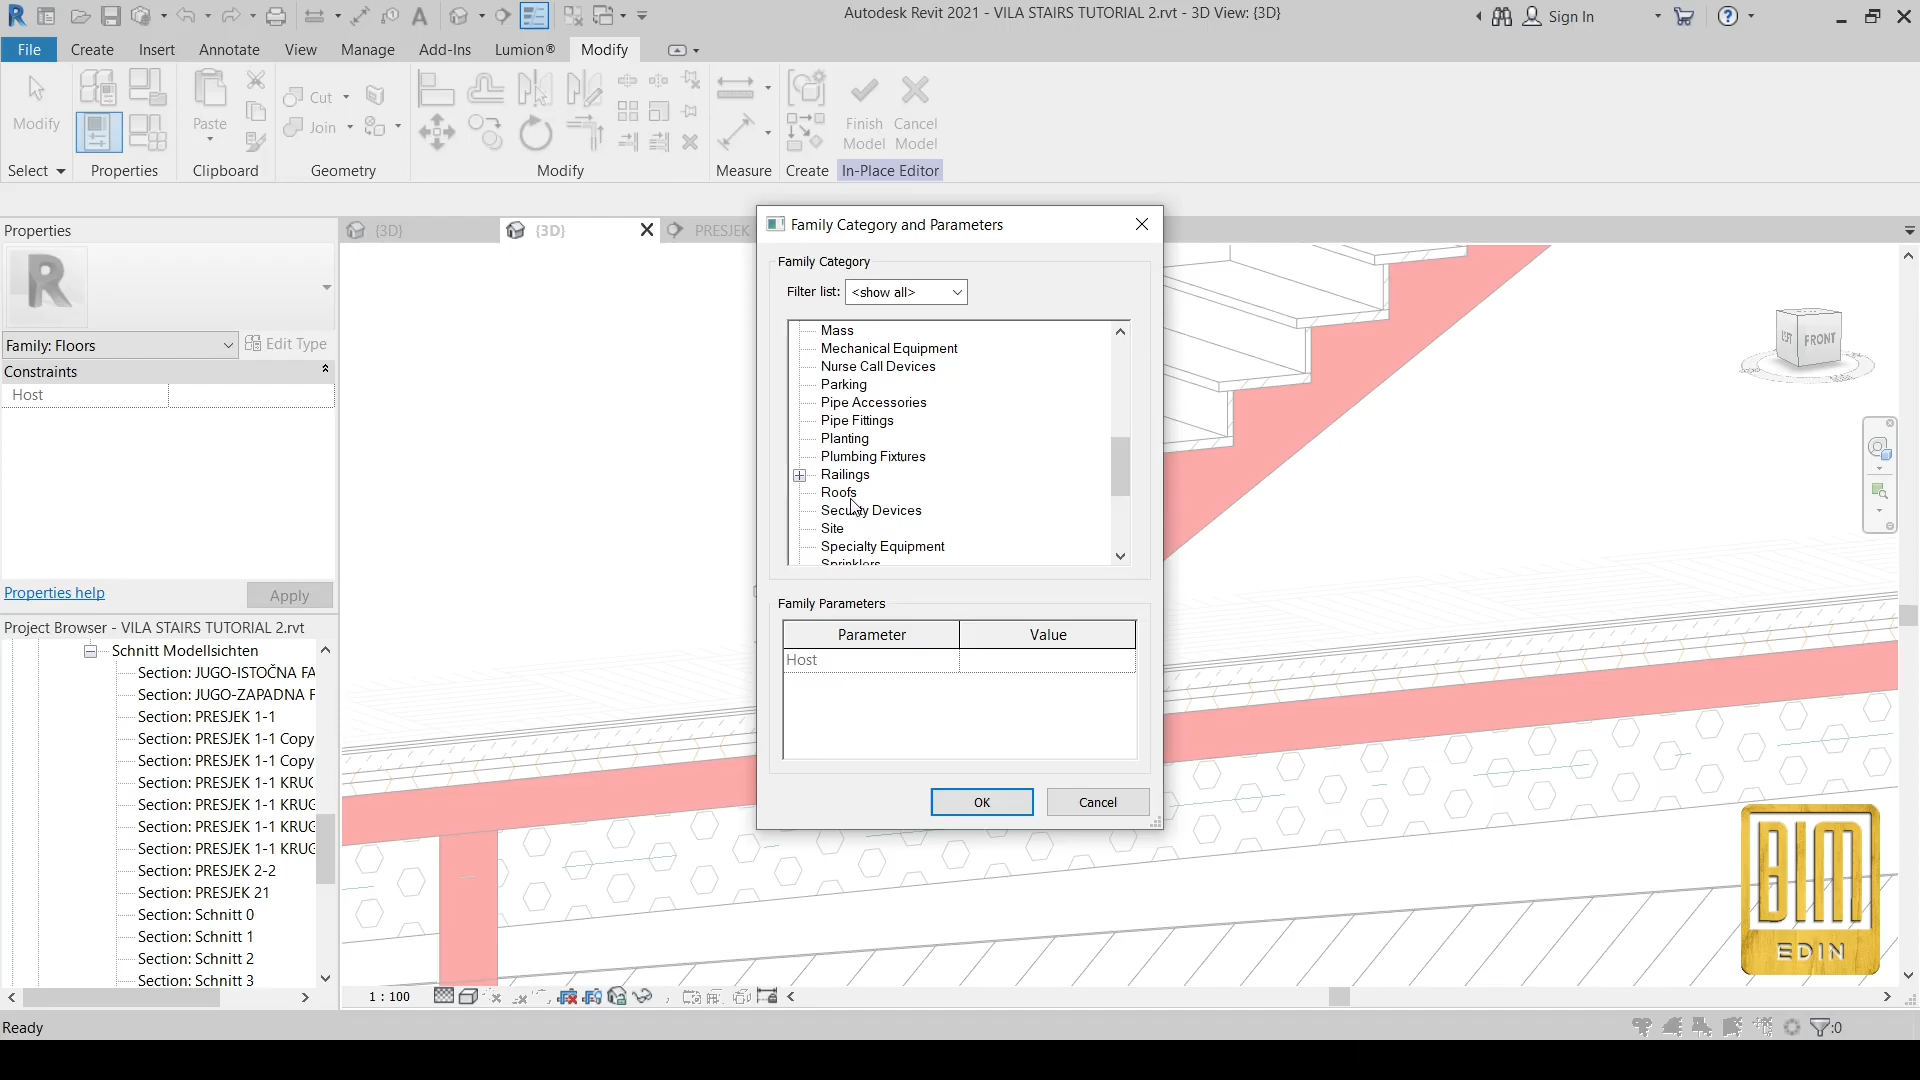 Autodesk Revit 2021 - VILA STAIRS TUTORIAL 2.rvt - 3D View: {3D}
Sign In
File Create Insert Annotate View Manage Add-Ins Lumion® Modify
Modify
Paste
Cut
Join
Finish Model
Cancel Model
Select Properties Clipboard Geometry Modify Measure Create In-Place Editor
Properties
{3D}
{3D}
PRESJEK
R
Family: Floors
Edit Type
Constraints
Host
Properties help
Apply
Project Browser - VILA STAIRS TUTORIAL 2.rvt
Schnitt Modellsichten
Section: JUGO-ISTOČNA FA
Section: JUGO-ZAPADNA F
Section: PRESJEK 1-1
Section: PRESJEK 1-1 Copy
Section: PRESJEK 1-1 Copy
Section: PRESJEK 1-1 KRUG
Section: PRESJEK 1-1 KRUG
Section: PRESJEK 1-1 KRUG
Section: PRESJEK 1-1 KRUG
Section: PRESJEK 2-2
Section: PRESJEK 21
Section: Schnitt 0
Section: Schnitt 1
Section: Schnitt 2
Section: Schnitt 3
Family Category and Parameters
Family Category
Filter list: <show all>
Mass
Mechanical Equipment
Nurse Call Devices
Parking
Pipe Accessories
Pipe Fittings
Planting
Plumbing Fixtures
Railings
Roofs
Security Devices
Site
Specialty Equipment
Sprinklers
Family Parameters
Parameter Value
Host
OK Cancel
LEFT FRONT
BIM
EDIN
1 : 100
Ready
:0